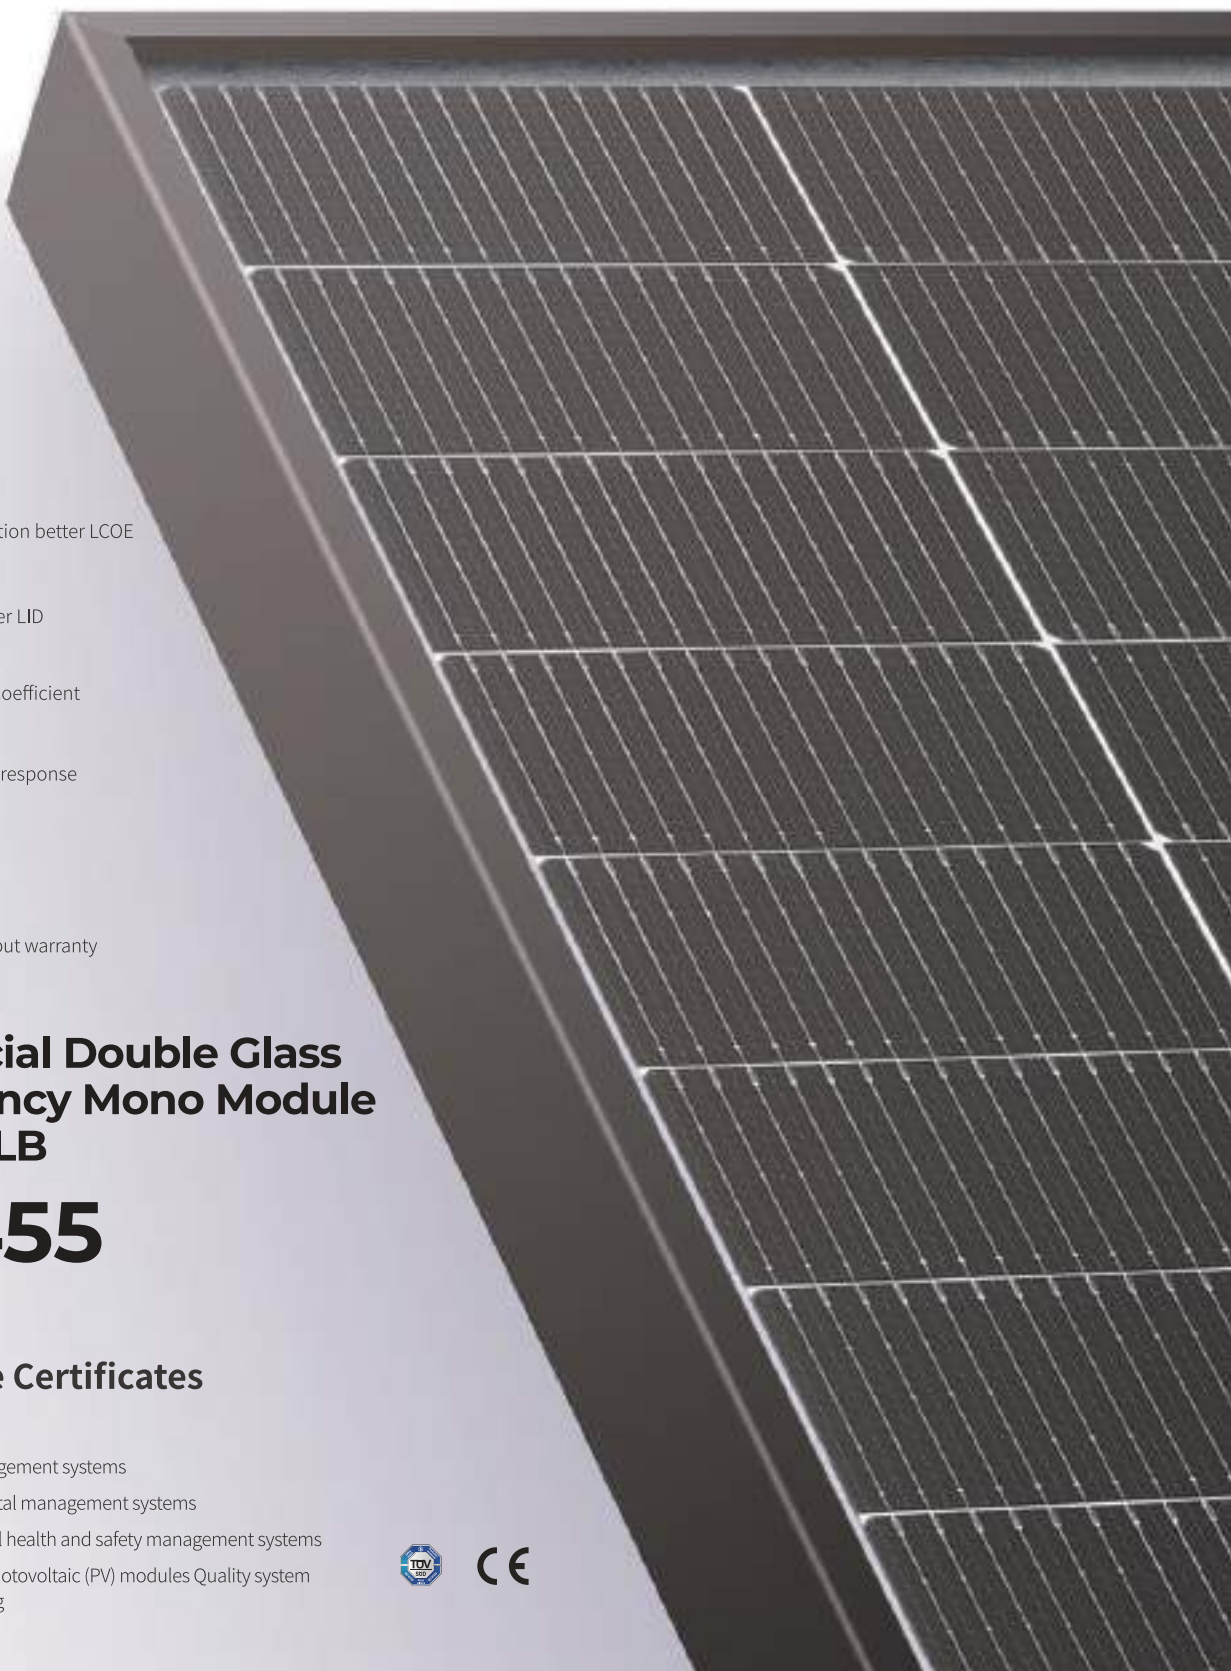 tion better LCOE
er LID
oefficient
response
out warranty
cial Double Glass
ncy Mono Module
LB
455
e Certificates
gement systems
tal management systems
l health and safety management systems
otovoltaic (PV) modules Quality system
g
TÜV
SÜD
CE